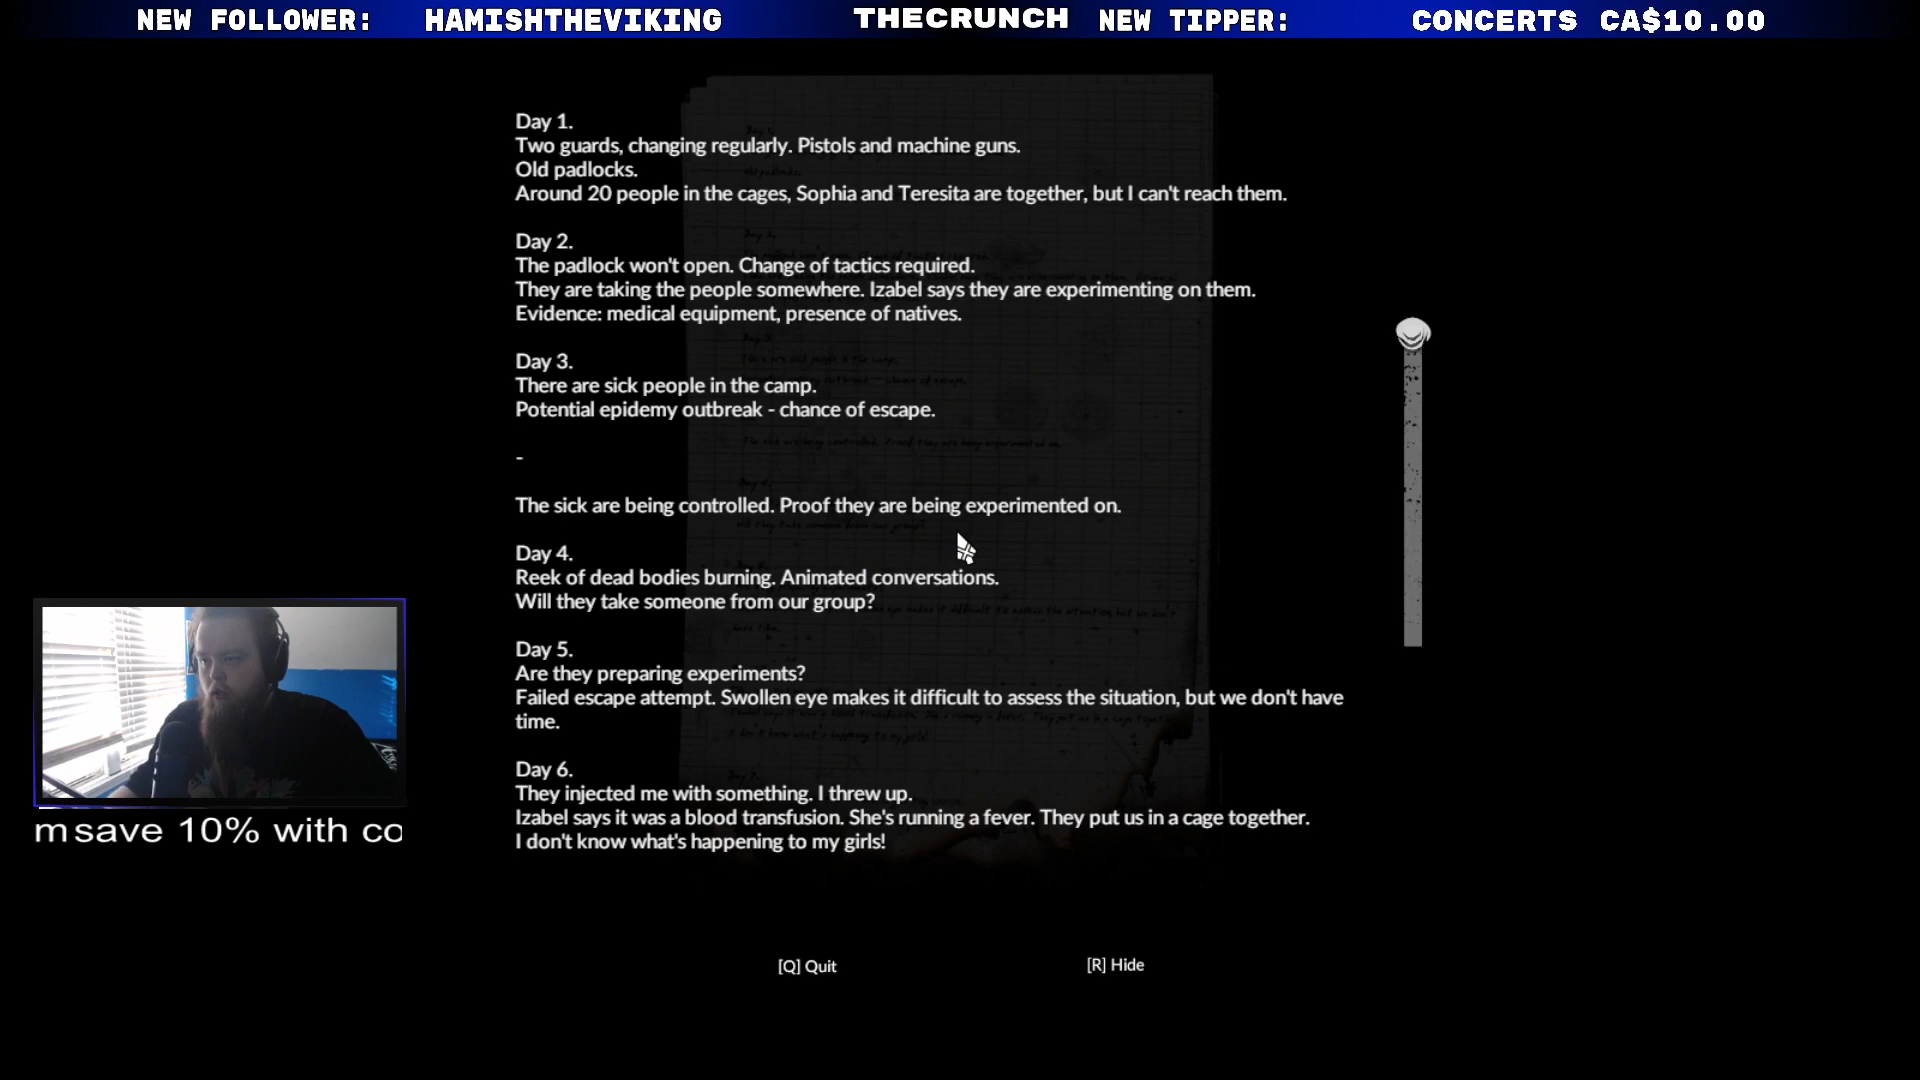 NEW FOLLOWER: HAMISHTHEVIKING THECRUNCH NEW TIPPER: CONCERTS CA$10.00
Day 1.
Two guards, changing regularly. Pistols and machine guns.
Old padlocks.
Around 20 people in the cages, Sophia and Teresita are together, but I can't reach them.
Day 2.
The padlock won't open. Change of tactics required.
They are taking the people somewhere. Izabel says they are experimenting on them.
Evidence: medical equipment, presence of natives.
Day 3.
There are sick people in the camp.
Potential epidemy outbreak - chance of escape.
-
The sick are being controlled. Proof they are being experimented on.
Day 4.
Reek of dead bodies burning. Animated conversations.
Will they take someone from our group?
Day 5.
Are they preparing experiments?
Failed escape attempt. Swollen eye makes it difficult to assess the situation, but we don't have
time.
Day 6.
They injected me with something. I threw up.
Izabel says it was a blood transfusion. She's running a fever. They put us in a cage together.
I don't know what's happening to my girls!
m save 10% with co
[Q] Quit
[R] Hide